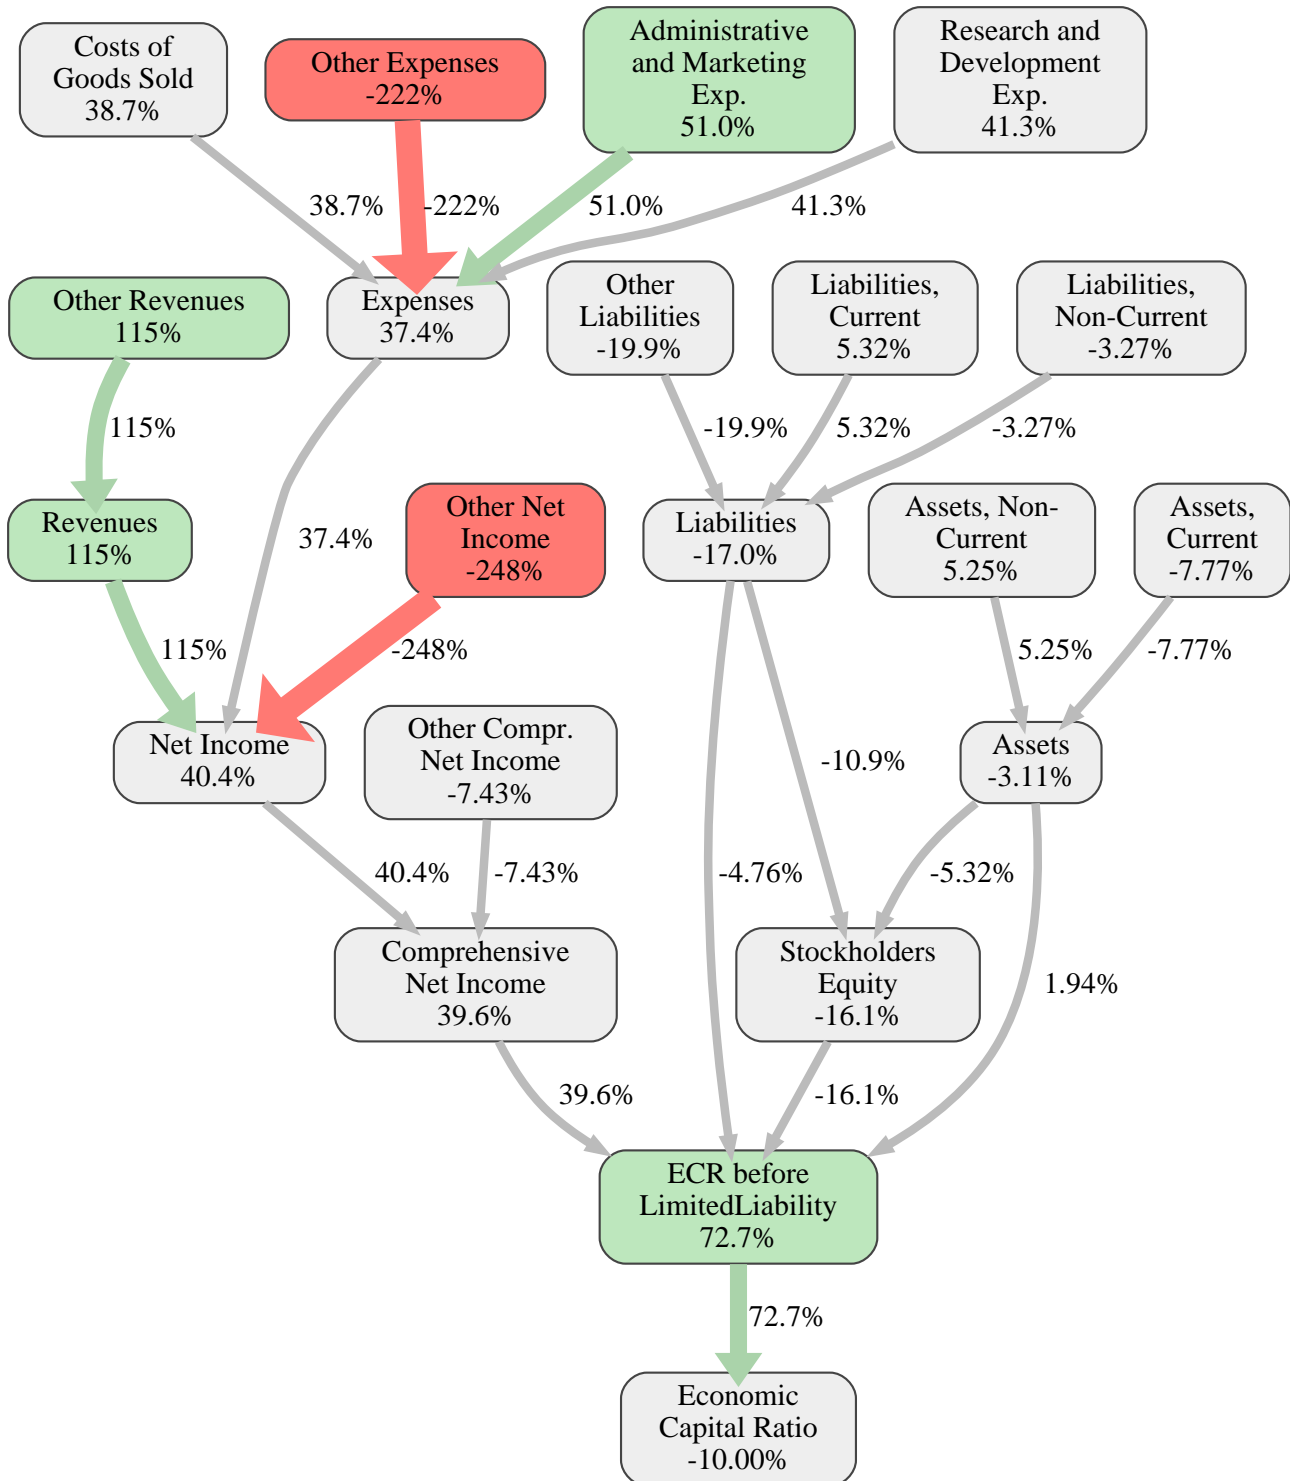 Costs of
Goods Sold
38.7%
Other Expenses
-222%
Administrative
and Marketing
Exp.
51.0%
Research and
Development
Exp.
41.3%
38.7%
-222%
51.0%
41.3%
Other Revenues
115%
Expenses
37.4%
Other
Liabilities
-19.9%
Liabilities,
Current
5.32%
Liabilities,
Non-Current
-3.27%
115%
-19.9%
5.32%
-3.27%
Revenues
115%
37.4%
Other Net
Income
-248%
Liabilities
-17.0%
Assets, Non-
Current
5.25%
Assets,
Current
-7.77%
115%
-248%
5.25%
-7.77%
Net Income
40.4%
Other Compr.
Net Income
-7.43%
-10.9%
Assets
-3.11%
40.4%
-7.43%
-4.76%
-5.32%
Comprehensive
Net Income
39.6%
Stockholders
Equity
-16.1%
1.94%
39.6%
-16.1%
ECR before
LimitedLiability
72.7%
72.7%
Economic
Capital Ratio
-10.00%